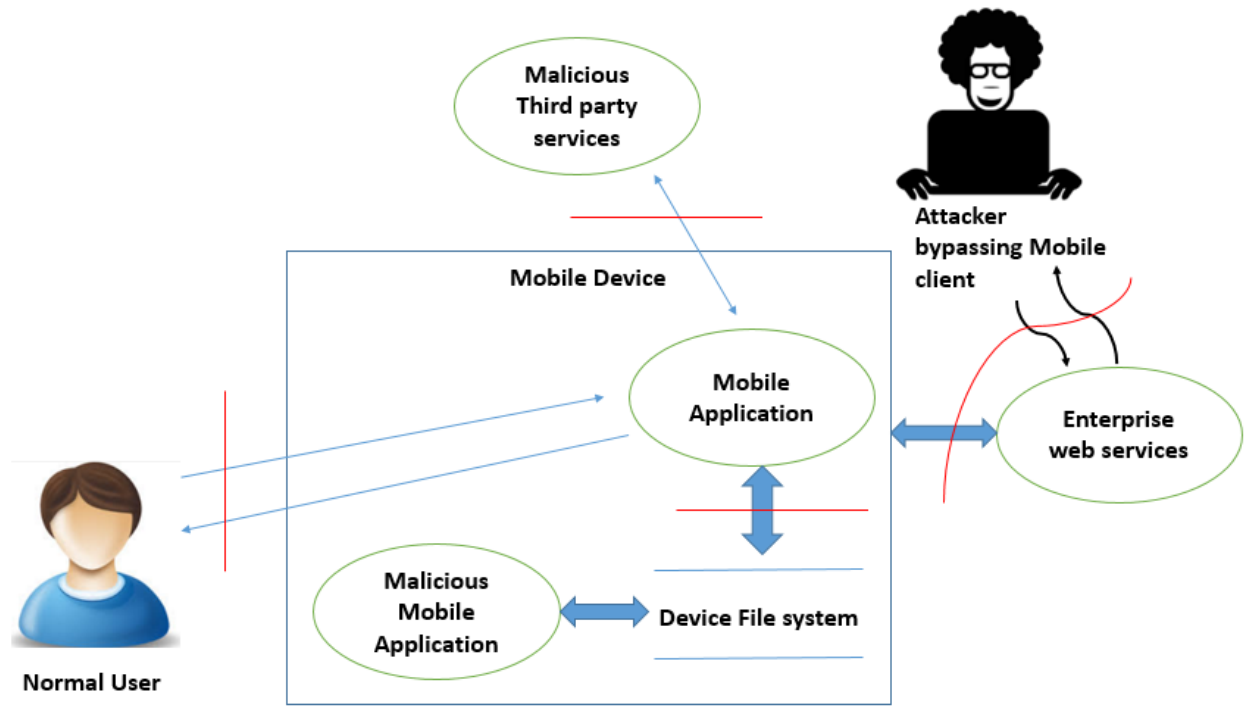 Malicious
Third party
services
Attacker
bypassing Mobile
client
Mobile Device
Mobile
Application
Enterprise
web services
Malicious
Mobile
Application
Device File system
Normal User